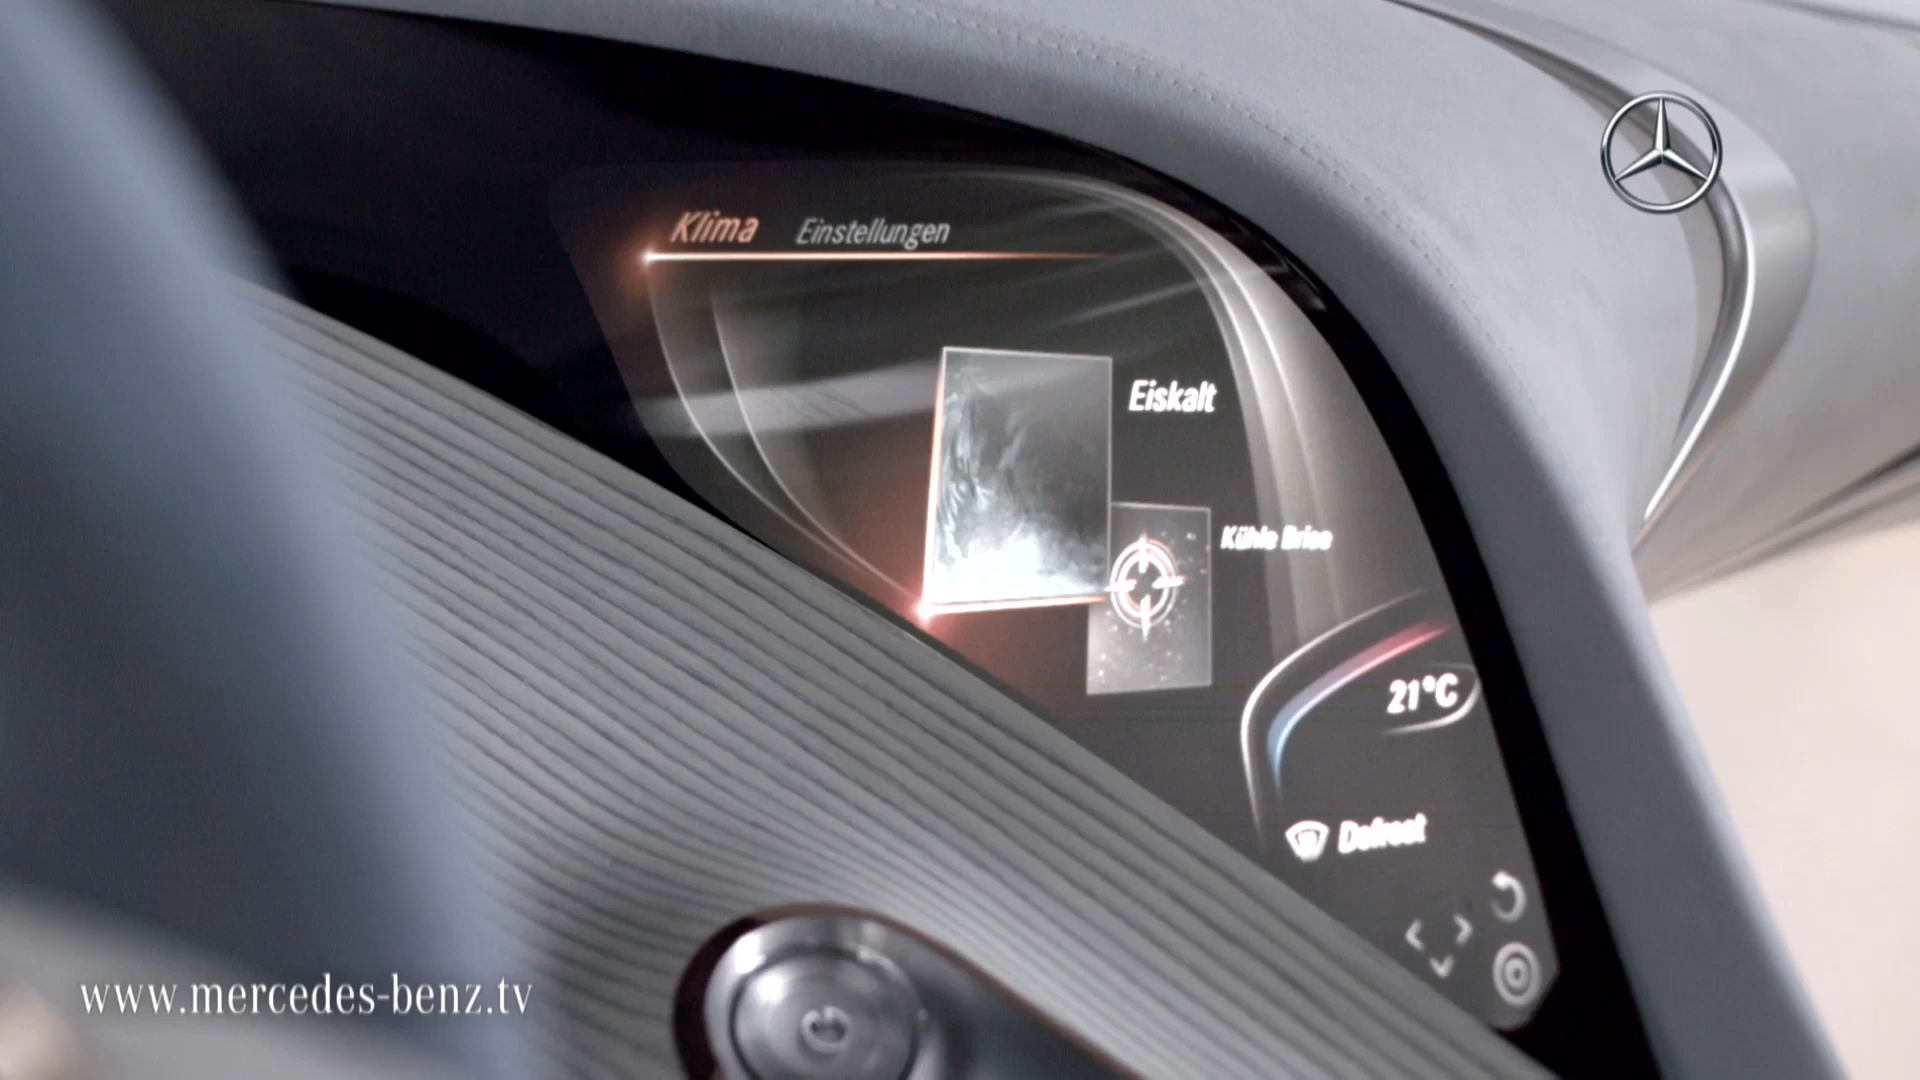 Klima Einstellungen
Eiskalt
Kühle Brise
21°C
Defrost
www.mercedes-benz.tv